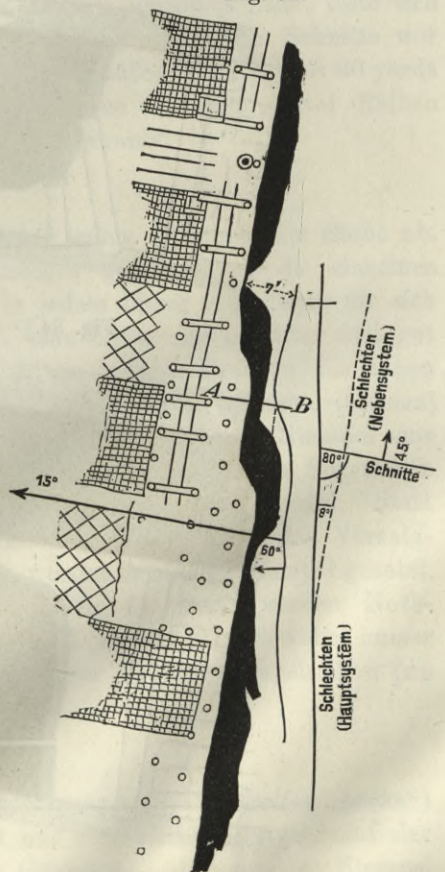 7'
A
B
Schlechten
(Nebensystem)
45°
80°
Schnitte
15°
8°
60°
Schlechten
(Hauptsystem)